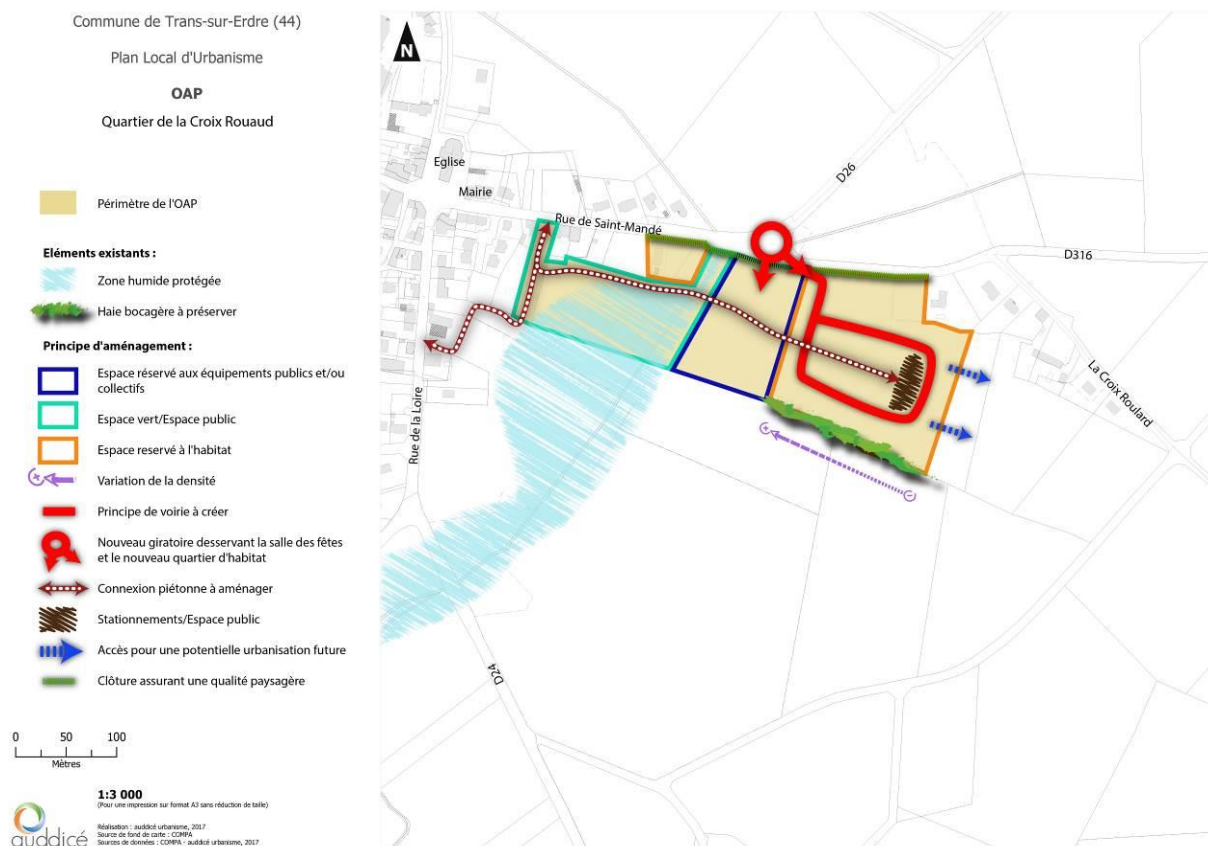 Commune de Trans-sur-Erdre (44)
Plan Local d'Urbanisme
OAP
Quartier de la Croix Rouaud
Périmètre de l'OAP
Eléments existants :
Zone humide protégée
Haie bocagère à préserver
Principe d'aménagement :
Espace réservé aux équipements publics et/ou
collectifs
Espace vert/Espace public
Espace reservé à l'habitat
Variation de la densité
Principe de voirie à créer
Nouveau giratoire desservant la salle des fêtes
et le nouveau quartier d'habitat
Connexion piétonne à aménager
Stationnements/Espace public
Accès pour une potentielle urbanisation future
Clôture assurant une qualité paysagère
0 50 100
Mètres
1:3 000
(Pour une impression sur format A3 sans réduction de taille)
auddicé
Réalisation : auddicé urbanisme, 2017
Source de fond de carte : COMPA
Sources de données : COMPA - auddicé urbanisme, 2017
N
Eglise
Mairie
Rue de Saint-Mandé
D26
D316
La Croix Roulard
Rue de la Loire
D24